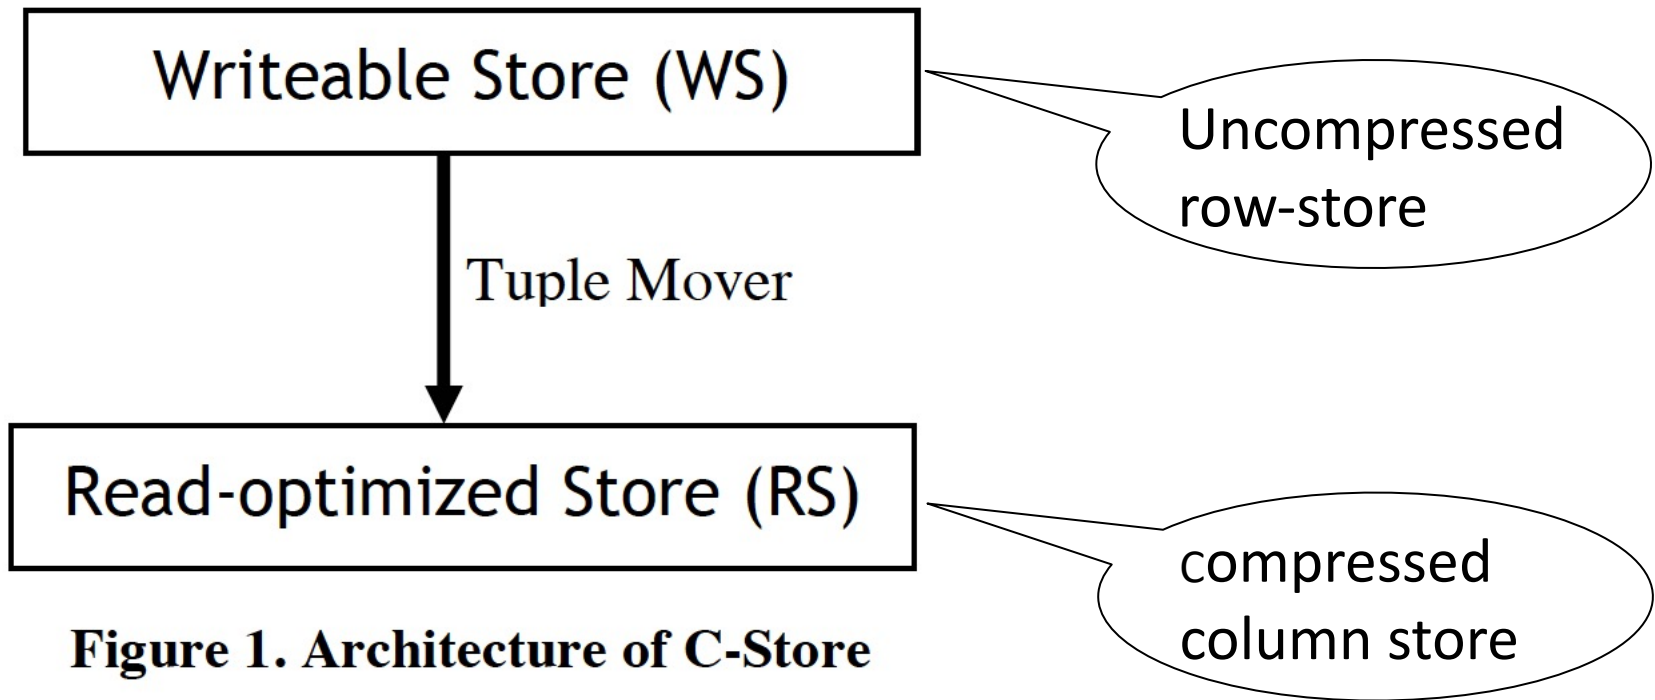 Writeable Store (WS)
Uncompressed
row-store
Tuple Mover
Read-optimized Store (RS)
compressed
column store
Figure 1. Architecture of C-Store